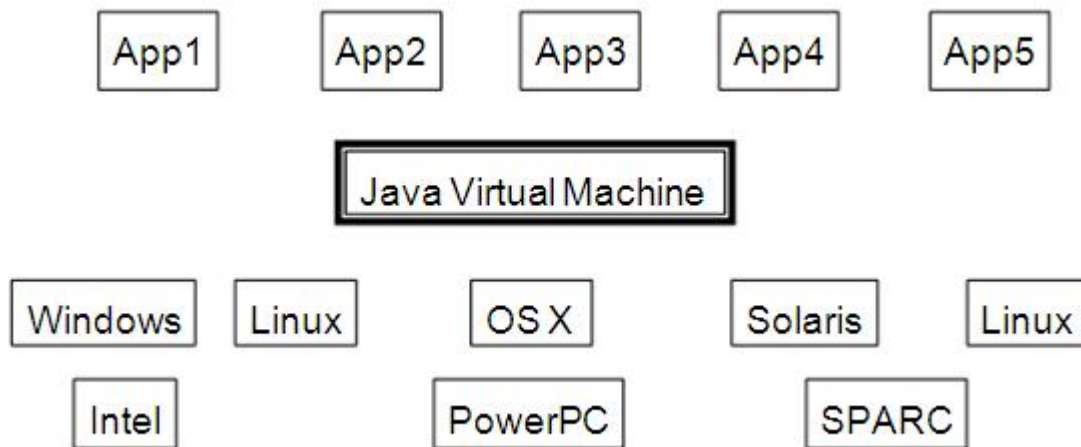 App1 App2 App3 App4 App5
Java Virtual Machine
Windows Linux OS X Solaris Linux
Intel PowerPC SPARC